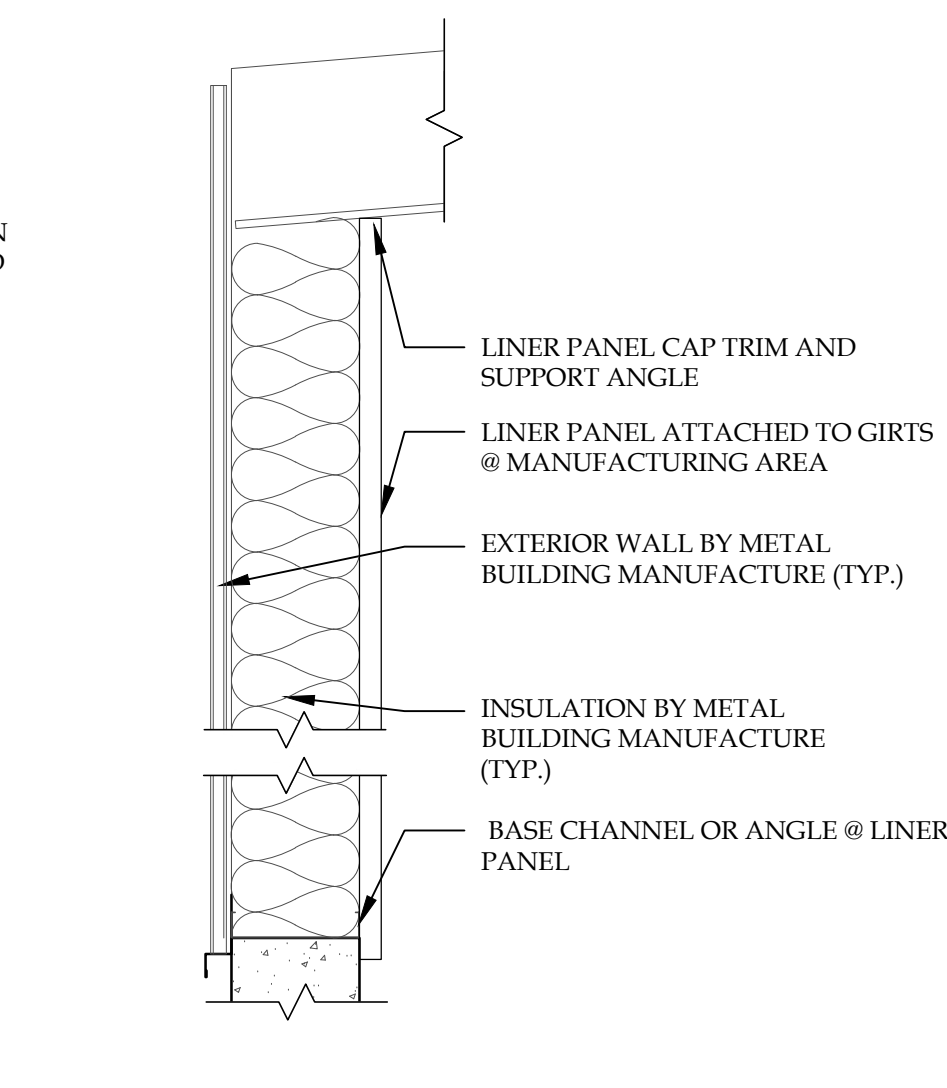 LINER PANEL CAP TRIM AND
SUPPORT ANGLE
LINER PANEL ATTACHED TO GIRTS
@ MANUFACTURING AREA
EXTERIOR WALL BY METAL
BUILDING MANUFACTURE (TYP.)
INSULATION BY METAL
BUILDING MANUFACTURE
(TYP.)
BASE CHANNEL OR ANGLE @ LINER
PANEL